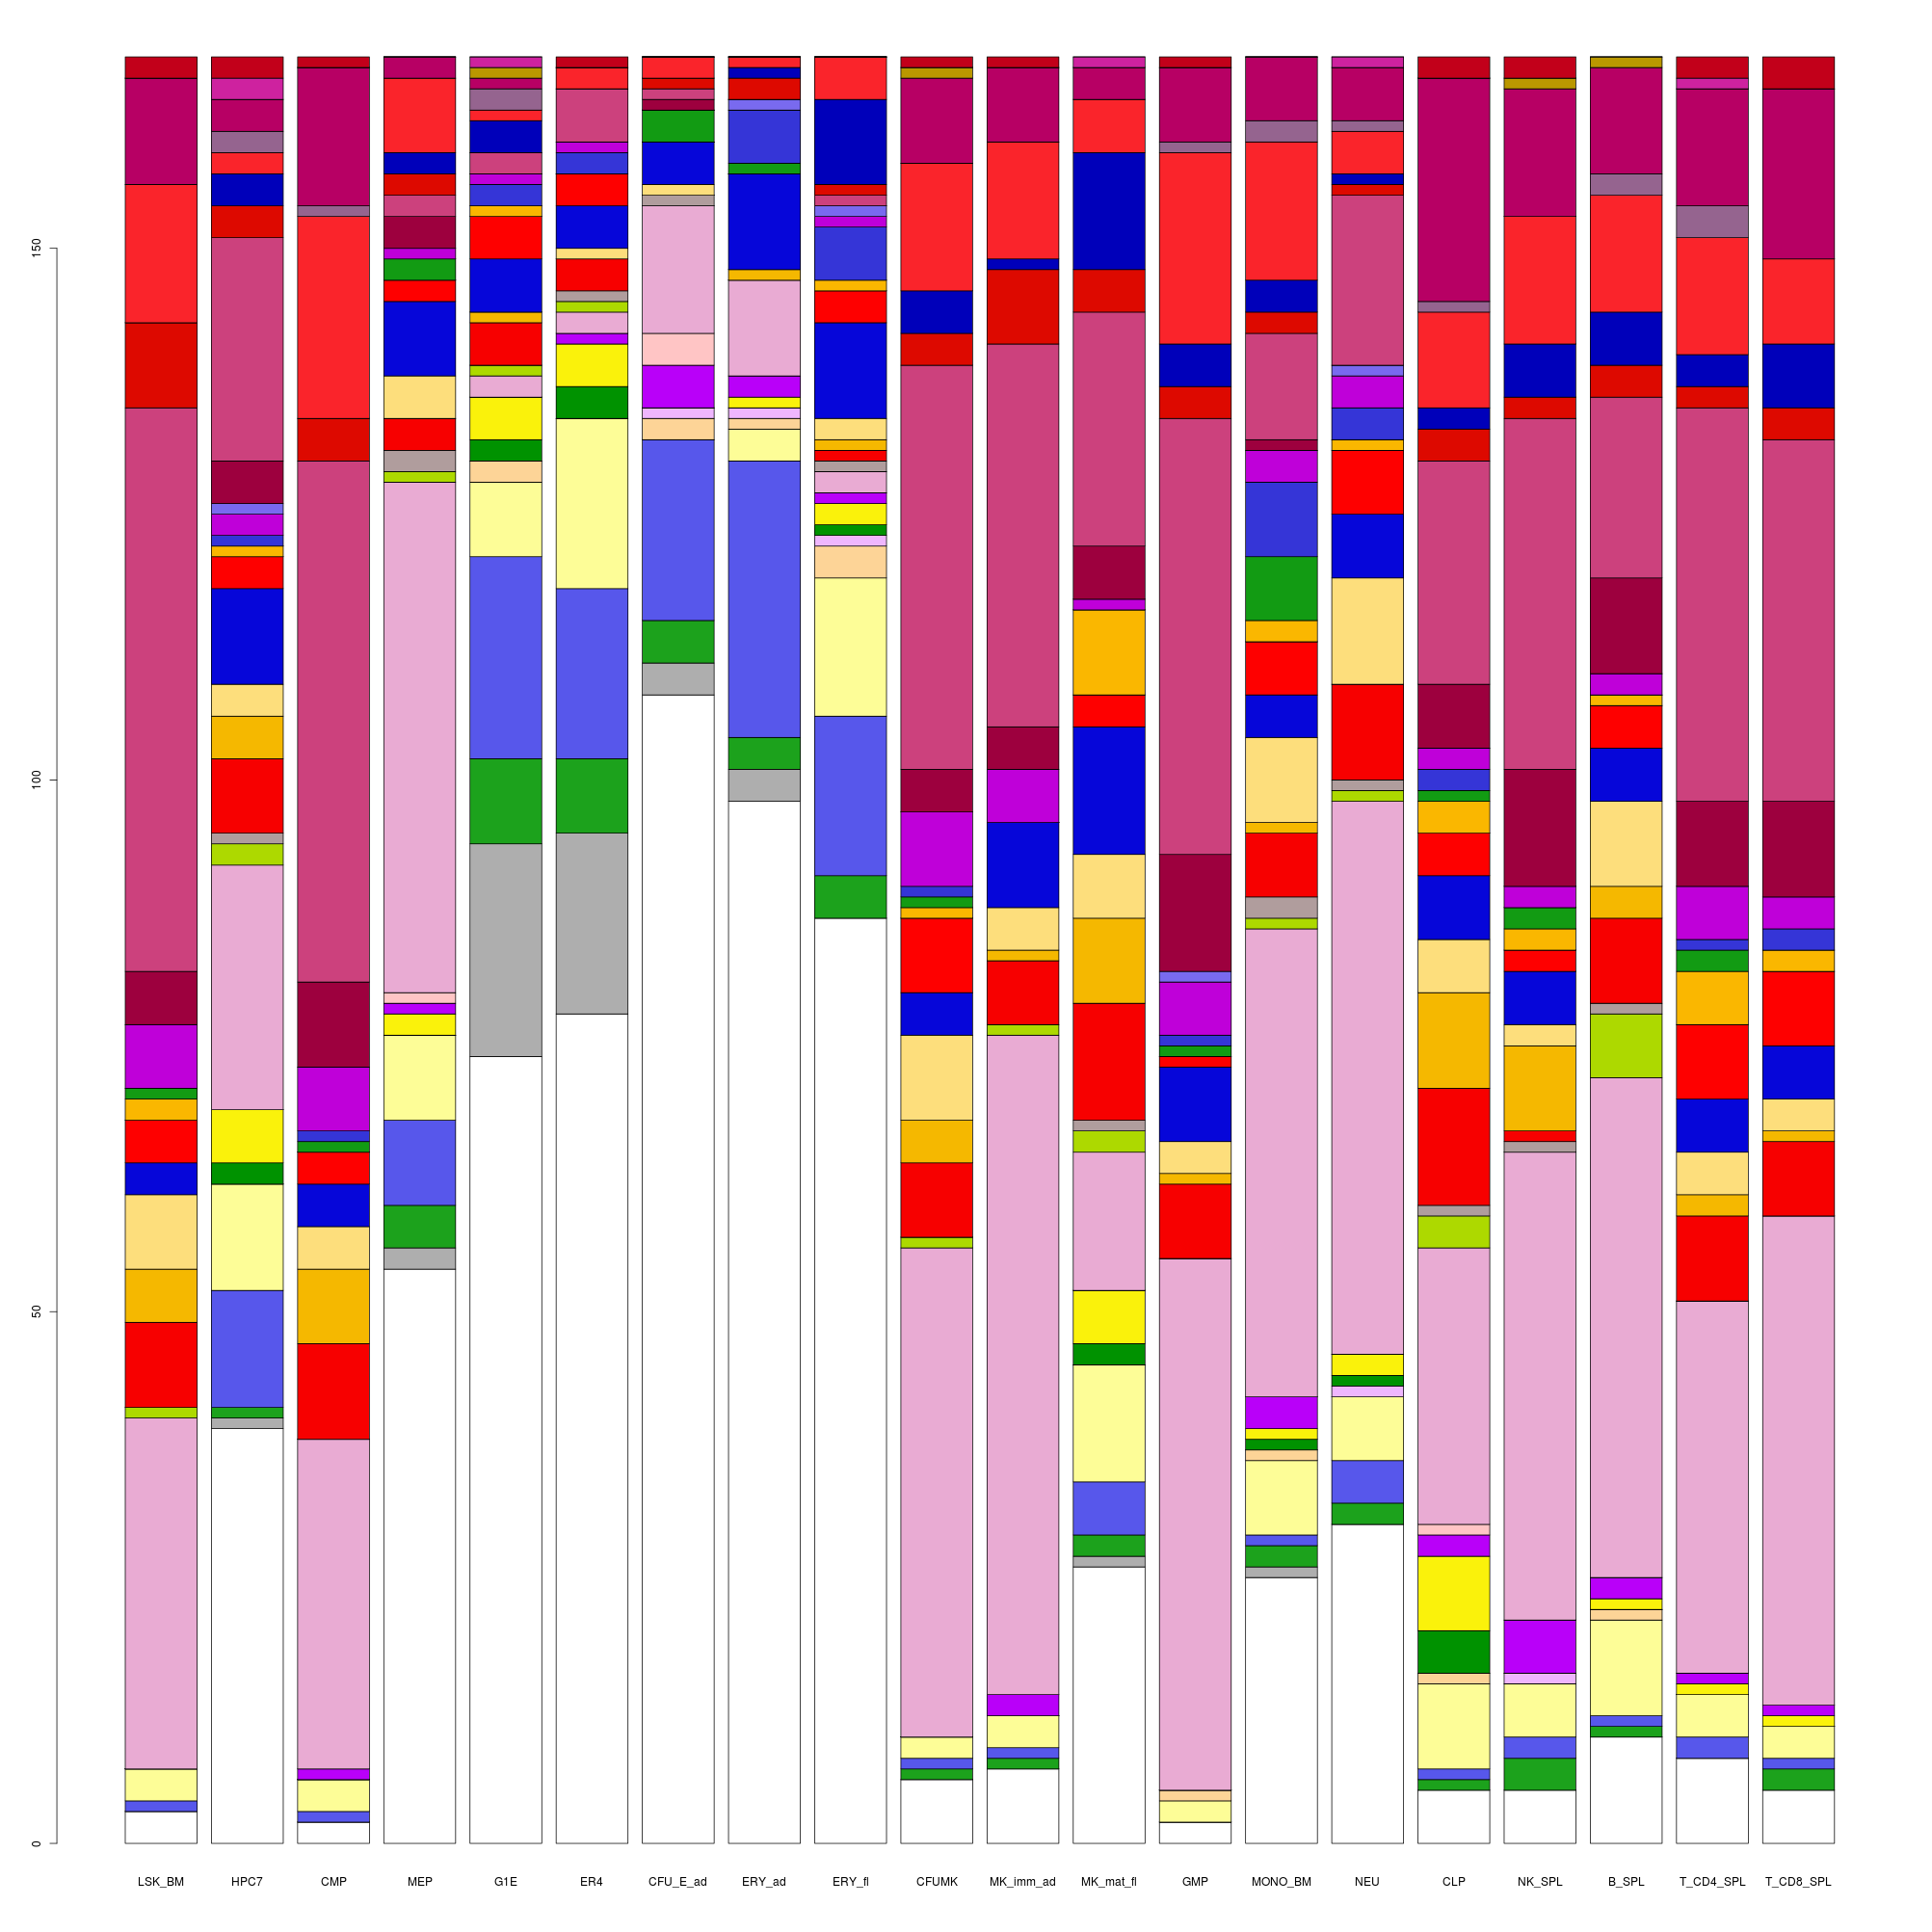 150
100
50
0
LSK_BM HPC7 CMP MEP G1E ER4 CFU_E_ad ERY_ad ERY_fl CFUMK MK_imm_ad MK_mat_fl GMP MONO_BM NEU CLP NK_SPL B_SPL T_CD4_SPL T_CD8_SPL